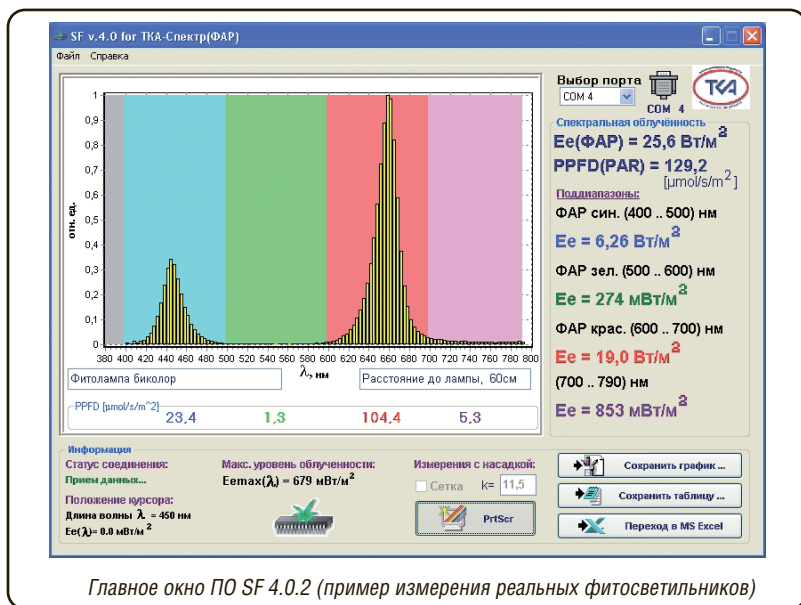 SF v.4.0 for ТКА-Спектр(ФАР)
Файл Справка
Выбор порта
COM 4
COM 4
ТКА
Спектральная облучённость
Ee(ФАР) = 25,6 Вт/м²
PPFD(PAR) = 129,2
[µmol/s/m²]
Поддиапазоны:
ФАР син. (400 .. 500) нм
Ee = 6,26 Вт/м²
ФАР зел. (500 .. 600) нм
Ee = 274 мВт/м²
ФАР крас. (600 .. 700) нм
Ee = 19,0 Вт/м²
(700 .. 790) нм
Ee = 853 мВт/м²
отн. ед.
1
0,9
0,8
0,7
0,6
0,5
0,4
0,3
0,2
0,1
0
380 400 420 440 460 480 500 520 540 560 580 600 620 640 660 680 700 720 740 760 780 800
λ, нм
Фитолампа биколор
Расстояние до лампы, 60см
PPFD [µmol/s/m^2]
23,4 1,3 104,4 5,3
Информация
Статус соединения:
Прием данных...
Положение курсора:
Длина волны λ = 450 нм
Ee(λ)= 0.0 мВт/м²
Макс. уровень облученности:
Eemax(λ) = 679 мВт/м²
Измерения с насадкой:
Сетка k= 11,5
PrtScr
Сохранить график ...
Сохранить таблицу ...
Переход в MS Excel
Главное окно ПО SF 4.0.2 (пример измерения реальных фитосветильников)